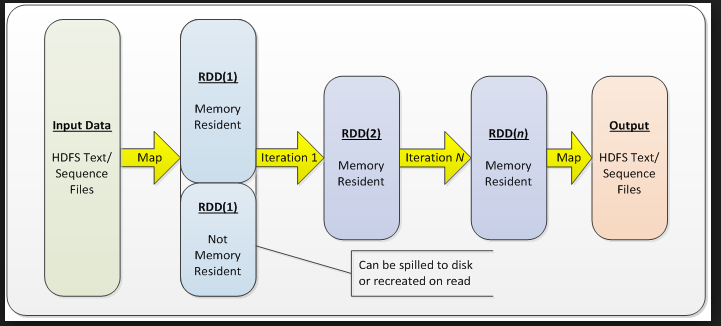 Input Data
HDFS Text/
Sequence
Files
Map
RDD(1)
Memory
Resident
RDD(1)
Not
Memory
Resident
Iteration 1
RDD(2)
Memory
Resident
Iteration N
RDD(n)
Memory
Resident
Map
Output
HDFS Text/
Sequence
Files
Can be spilled to disk
or recreated on read